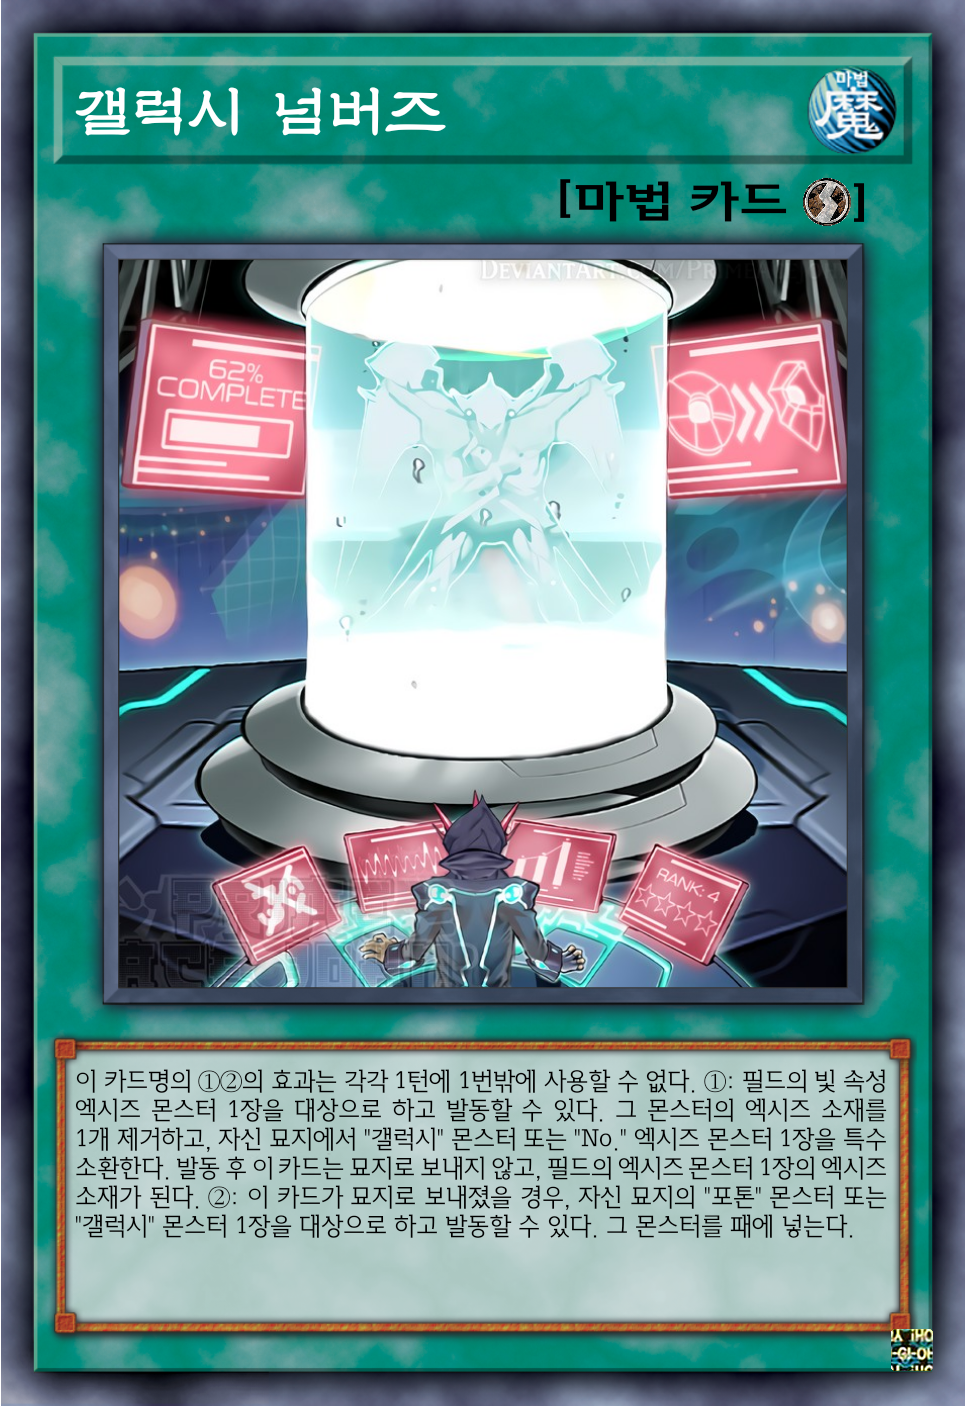 갤럭시 넘버즈
마법
魔
[마법 카드 ]
DEVIANTART
62%
COMPLETE
RANK: 4
이 카드명의 ①②의 효과는 각각 1턴에 1번밖에 사용할 수 없다. ①: 필드의 빛 속성
엑시즈 몬스터 1장을 대상으로 하고 발동할 수 있다. 그 몬스터의 엑시즈 소재를
1개 제거하고, 자신 묘지에서 "갤럭시" 몬스터 또는 "No." 엑시즈 몬스터 1장을 특수
소환한다. 발동 후 이 카드는 묘지로 보내지 않고, 필드의 엑시즈 몬스터 1장의 엑시즈
소재가 된다. ②: 이 카드가 묘지로 보내졌을 경우, 자신 묘지의 "포톤" 몬스터 또는
"갤럭시" 몬스터 1장을 대상으로 하고 발동할 수 있다. 그 몬스터를 패에 넣는다.